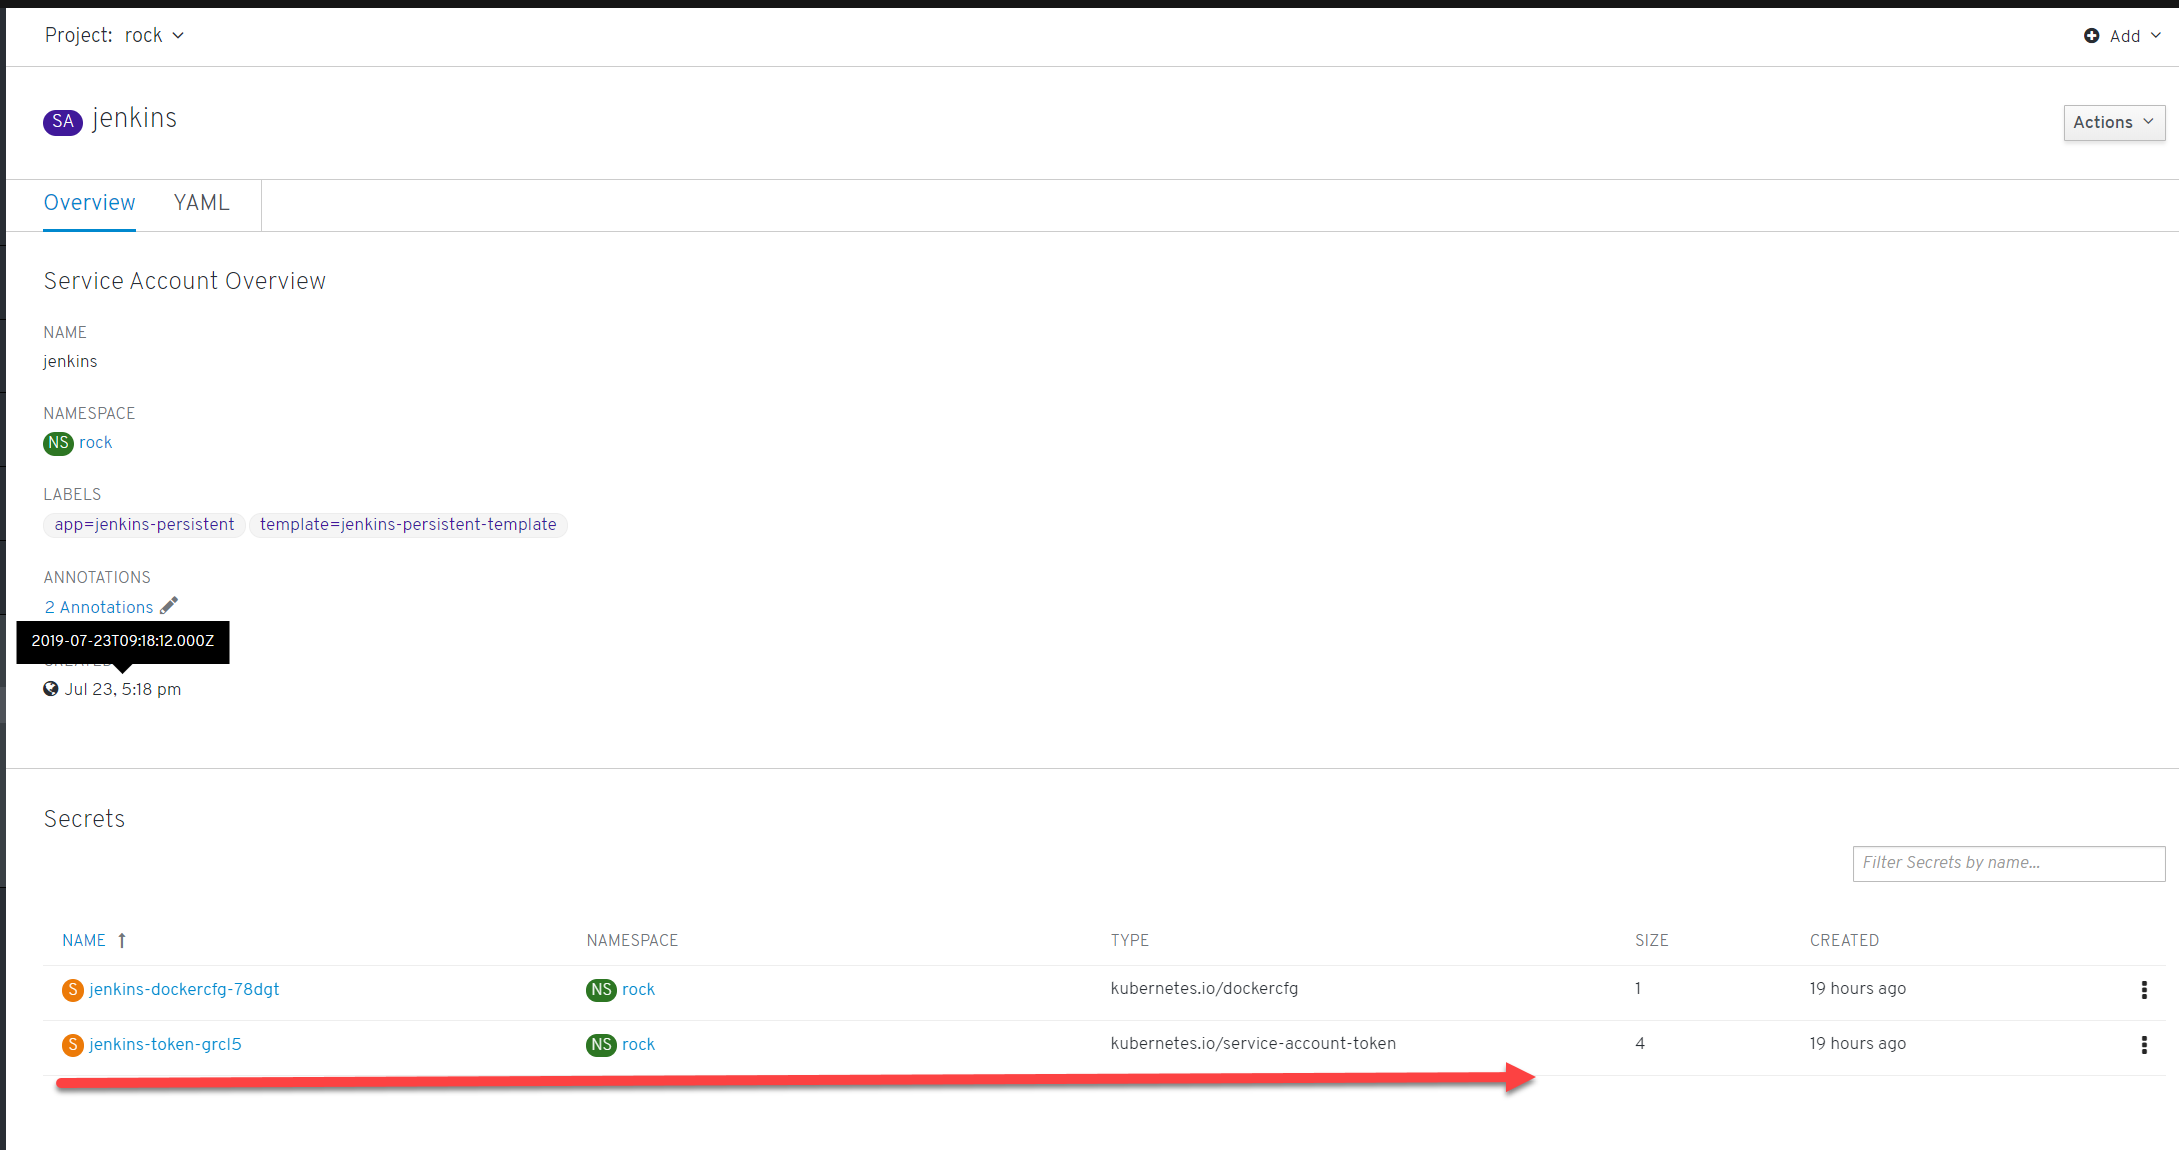 Project: rock
Add
SA jenkins
Actions
Overview YAML
Service Account Overview
NAME
jenkins
NAMESPACE
NS rock
LABELS
app=jenkins-persistent template=jenkins-persistent-template
ANNOTATIONS
2 Annotations
2019-07-23T09:18:12.000Z
Jul 23, 5:18 pm
Secrets
Filter Secrets by name...
NAME NAMESPACE TYPE SIZE CREATED
S jenkins-dockercfg-78dgt NS rock kubernetes.io/dockercfg 1 19 hours ago
S jenkins-token-grcl5 NS rock kubernetes.io/service-account-token 4 19 hours ago